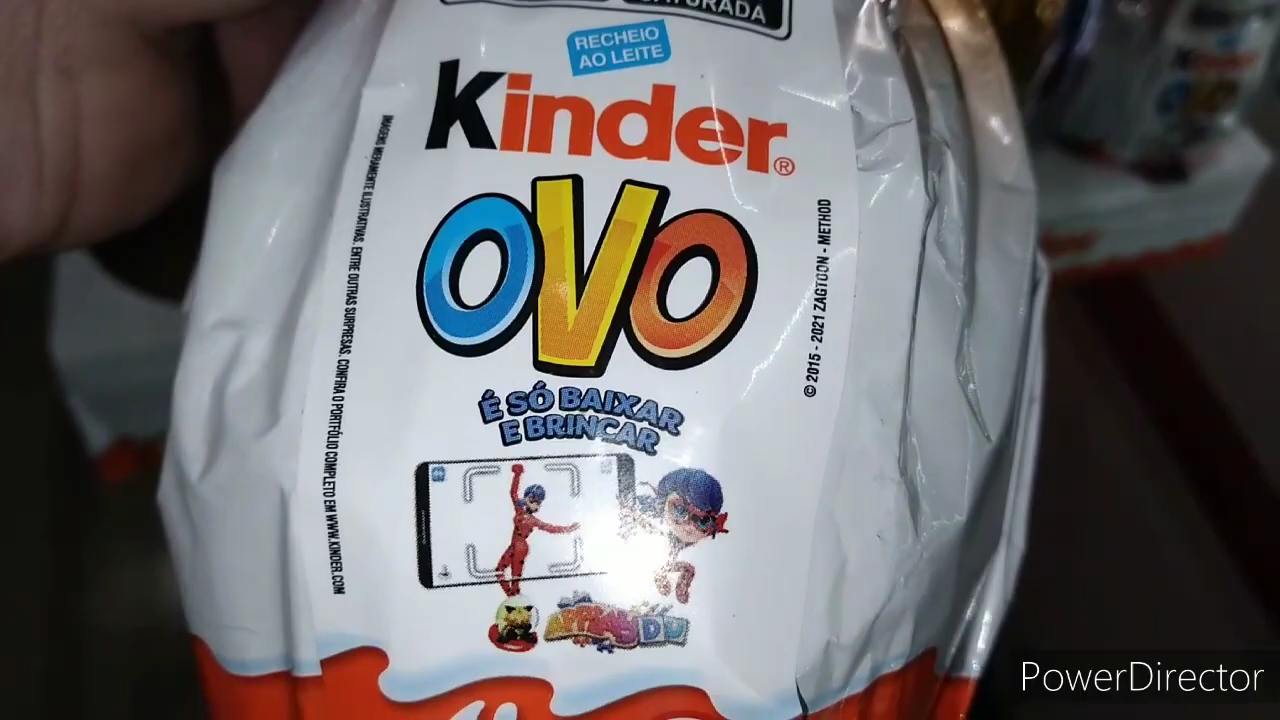 RECHEIO
AO LEITE
Kinder®
OVO
É SÓ BAIXAR
E BRINCAR
IMAGENS MERAMENTE ILUSTRATIVAS. ENTRE OUTRAS SURPRESAS. CONFIRA O PORTFÓLIO COMPLETO EM WWW.KINDER.COM
© 2015 - 2021 ZAGTOON - METHOD
PowerDirector